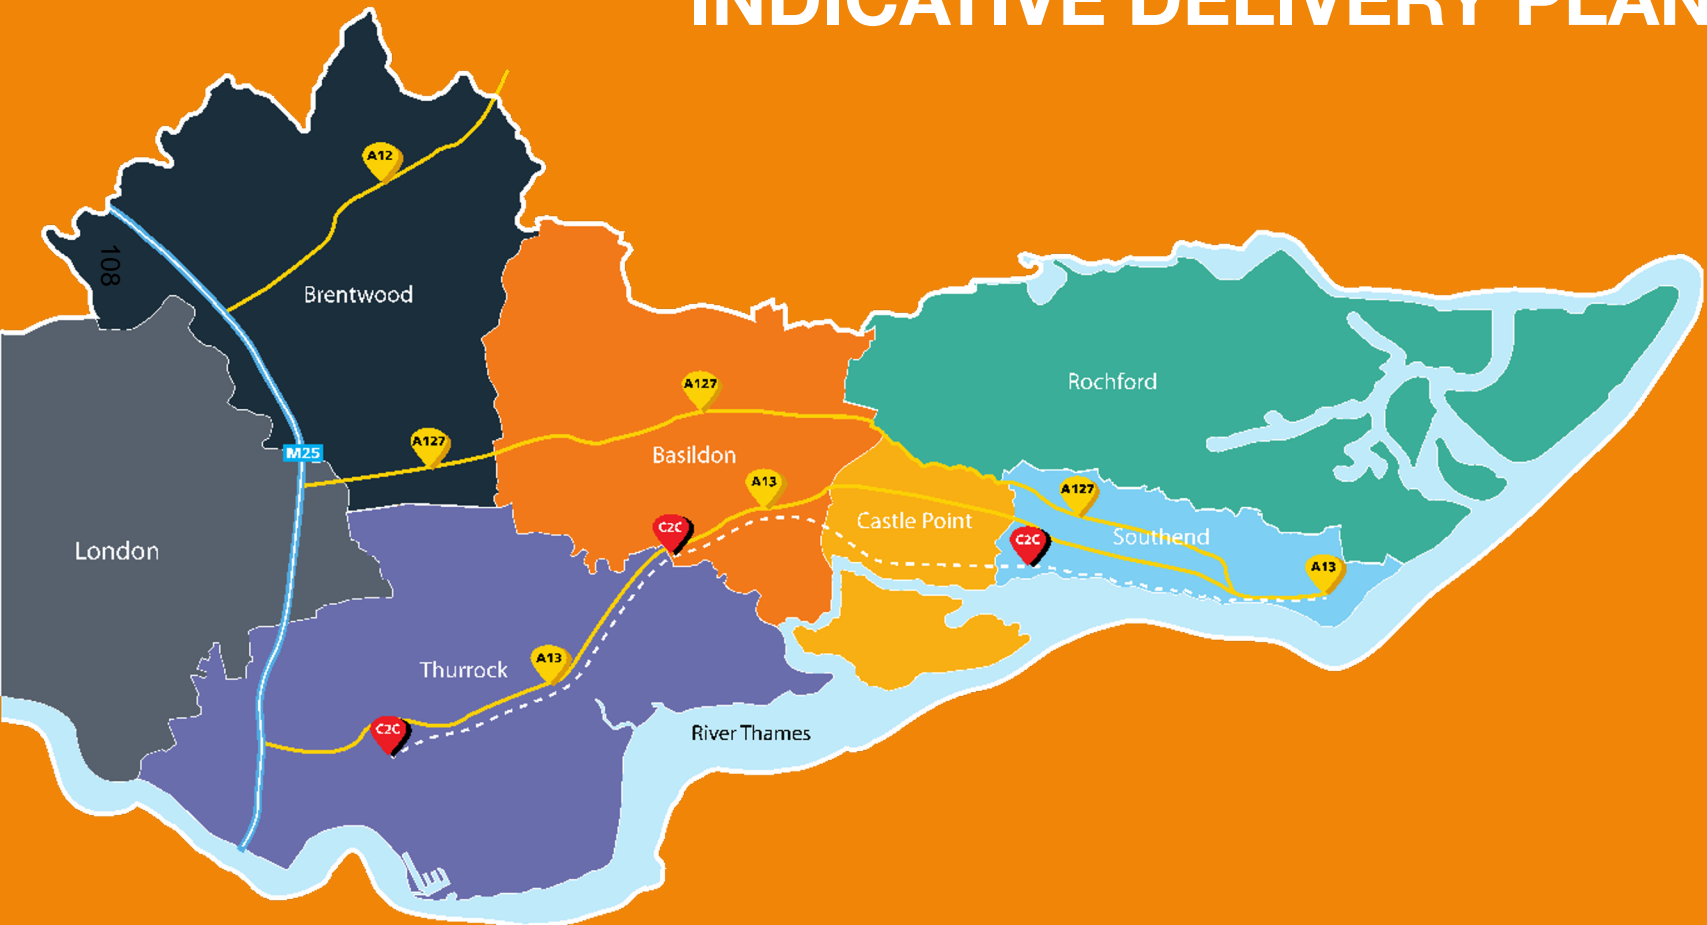 INDICATIVE DELIVERY PLAN
A12
108
Brentwood
A127
Rochford
A127
M25
Basildon
A13
A127
Castle Point
C2C
Southend
C2C
London
A13
A13
Thurrock
C2C
River Thames